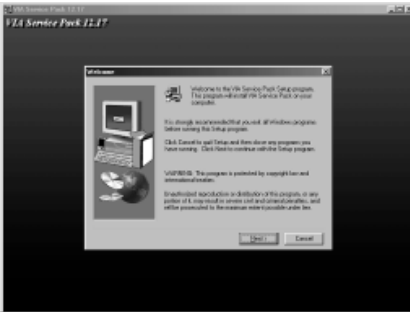 VIA Service Pack 12.17
VIA Service Pack 12.17
Welcome
Welcome to the VIA Service Pack Setup program.
This program will install VIA Service Pack on your
computer.
It is strongly recommended that you exit all Windows programs
before running this Setup program.
Click Cancel to quit Setup and then close any programs you
have running. Click Next to continue with the Setup program.
WARNING: This program is protected by copyright law and
international treaties.
Unauthorized reproduction or distribution of this program, or any
portion of it, may result in severe civil and criminal penalties, and
will be prosecuted to the maximum extent possible under law.
Next >
Cancel